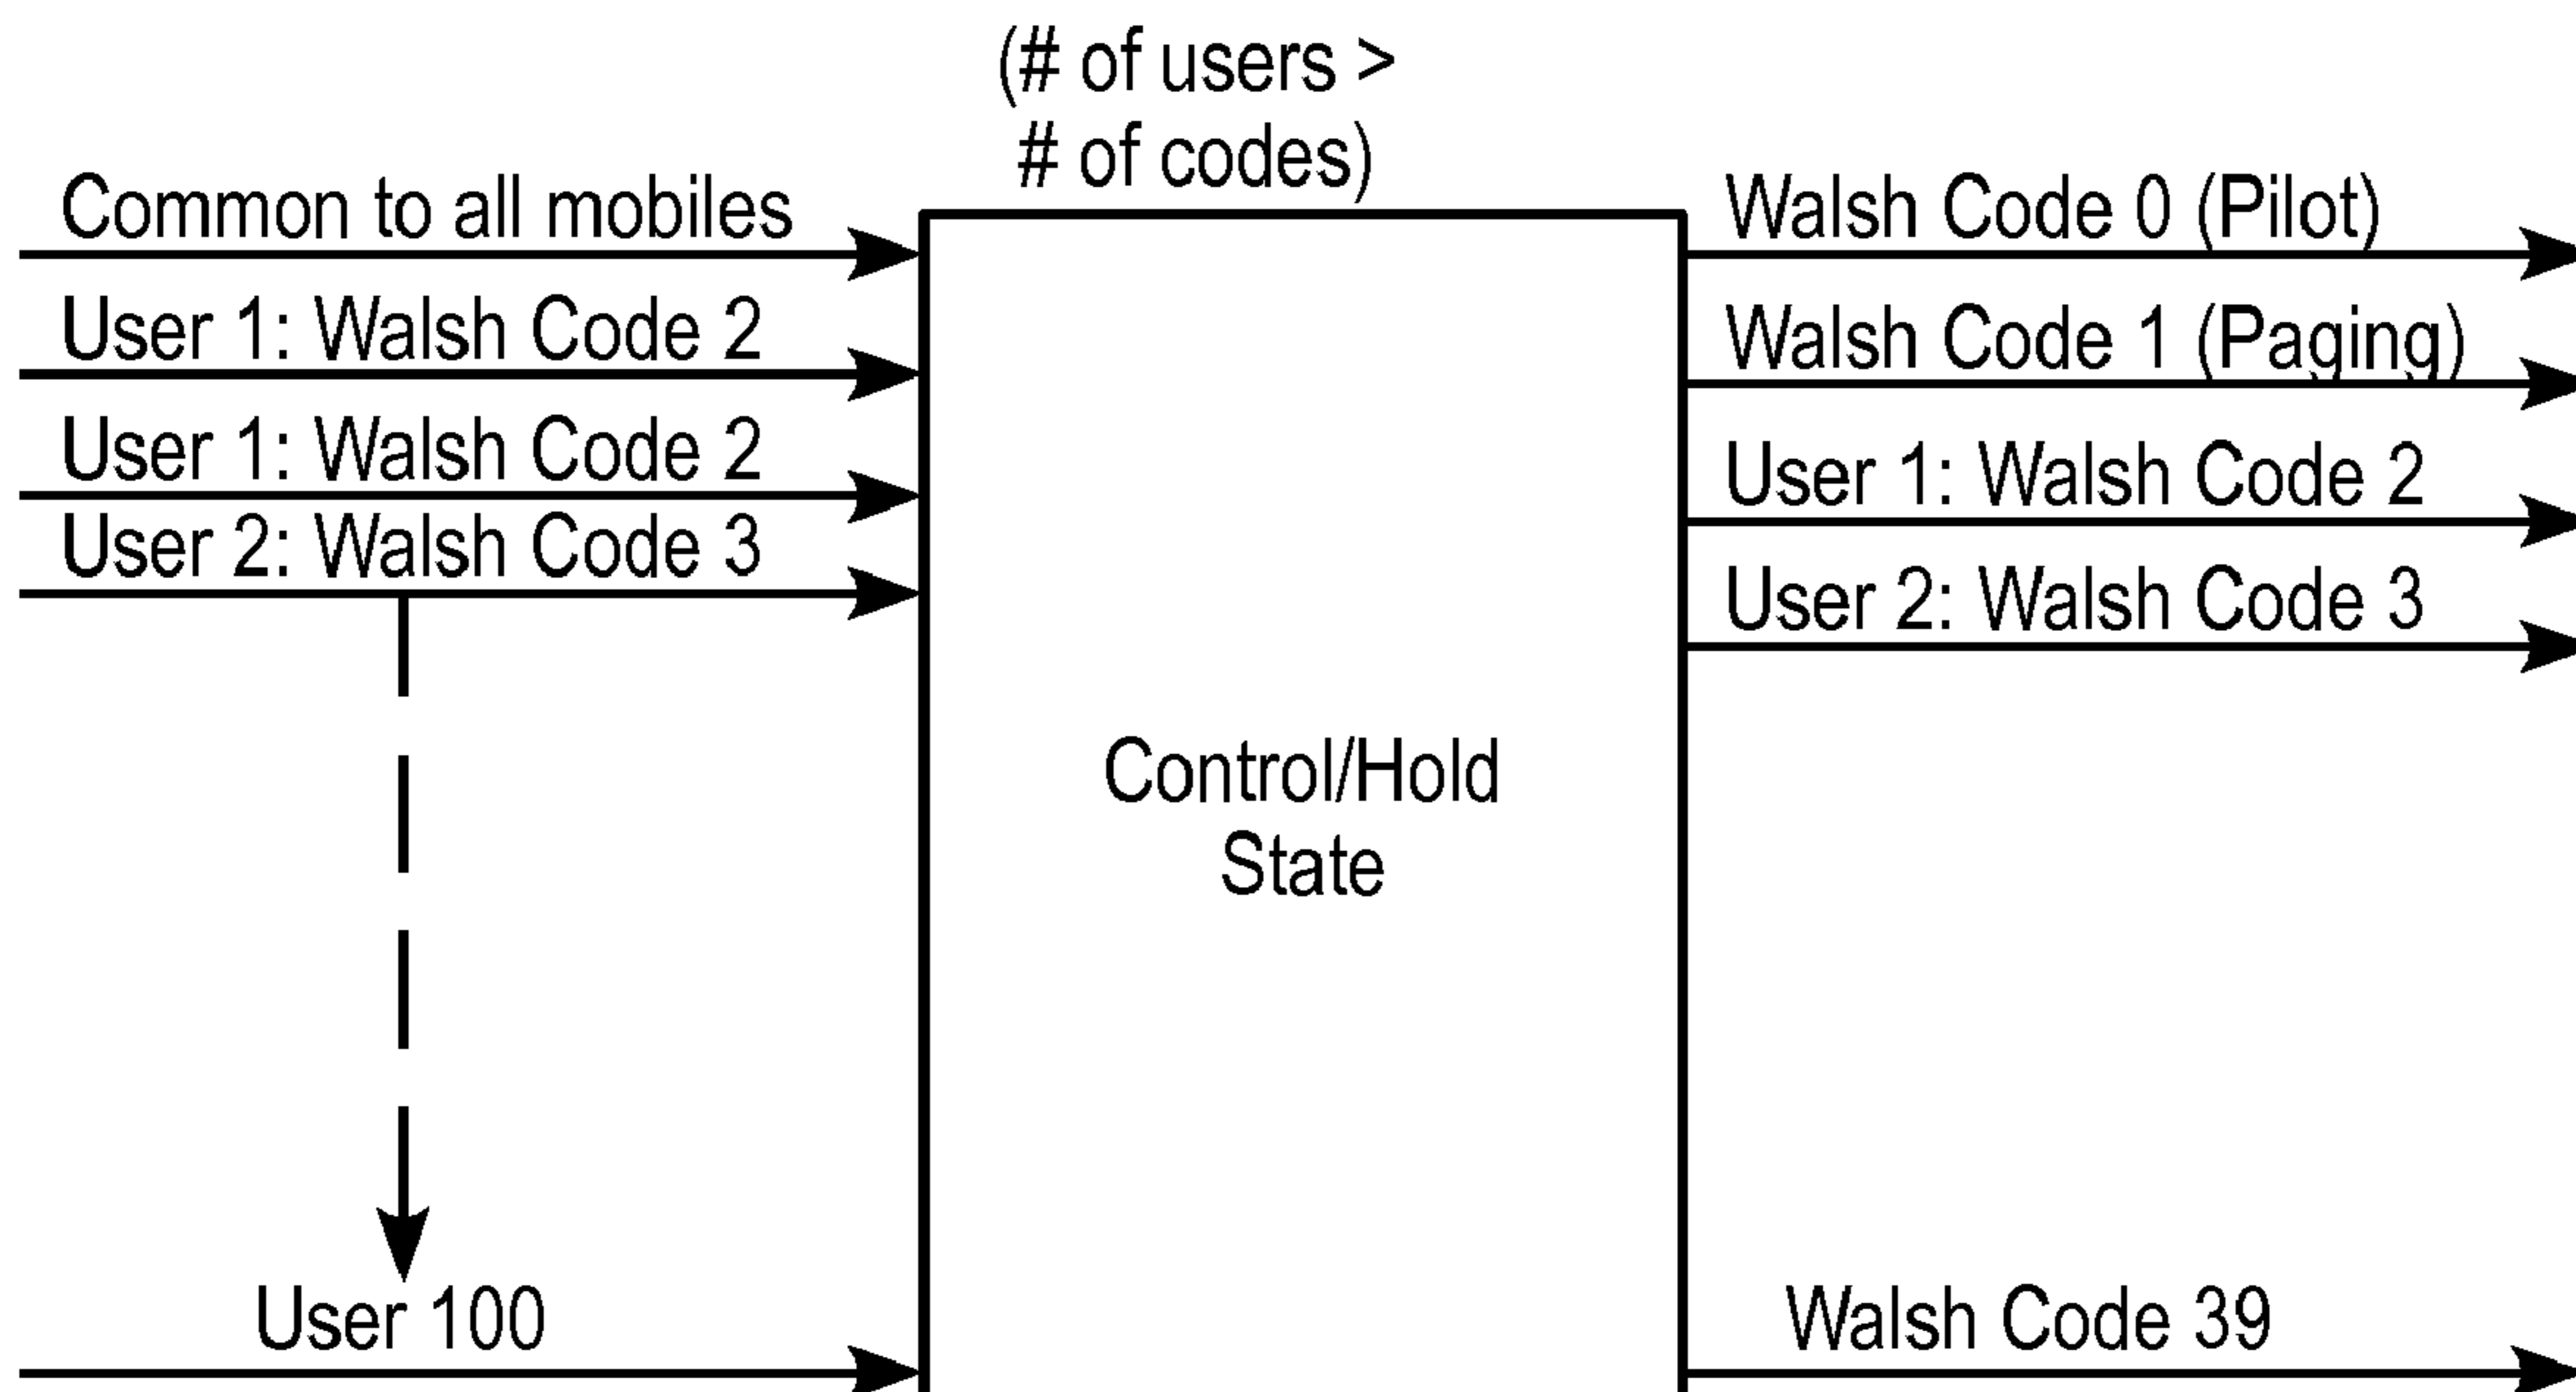 (# of users >
# of codes)
Common to all mobiles
User 1: Walsh Code 2
User 1: Walsh Code 2
User 2: Walsh Code 3
User 100
Control/Hold
State
Walsh Code 0 (Pilot)
Walsh Code 1 (Paging)
User 1: Walsh Code 2
User 2: Walsh Code 3
Walsh Code 39